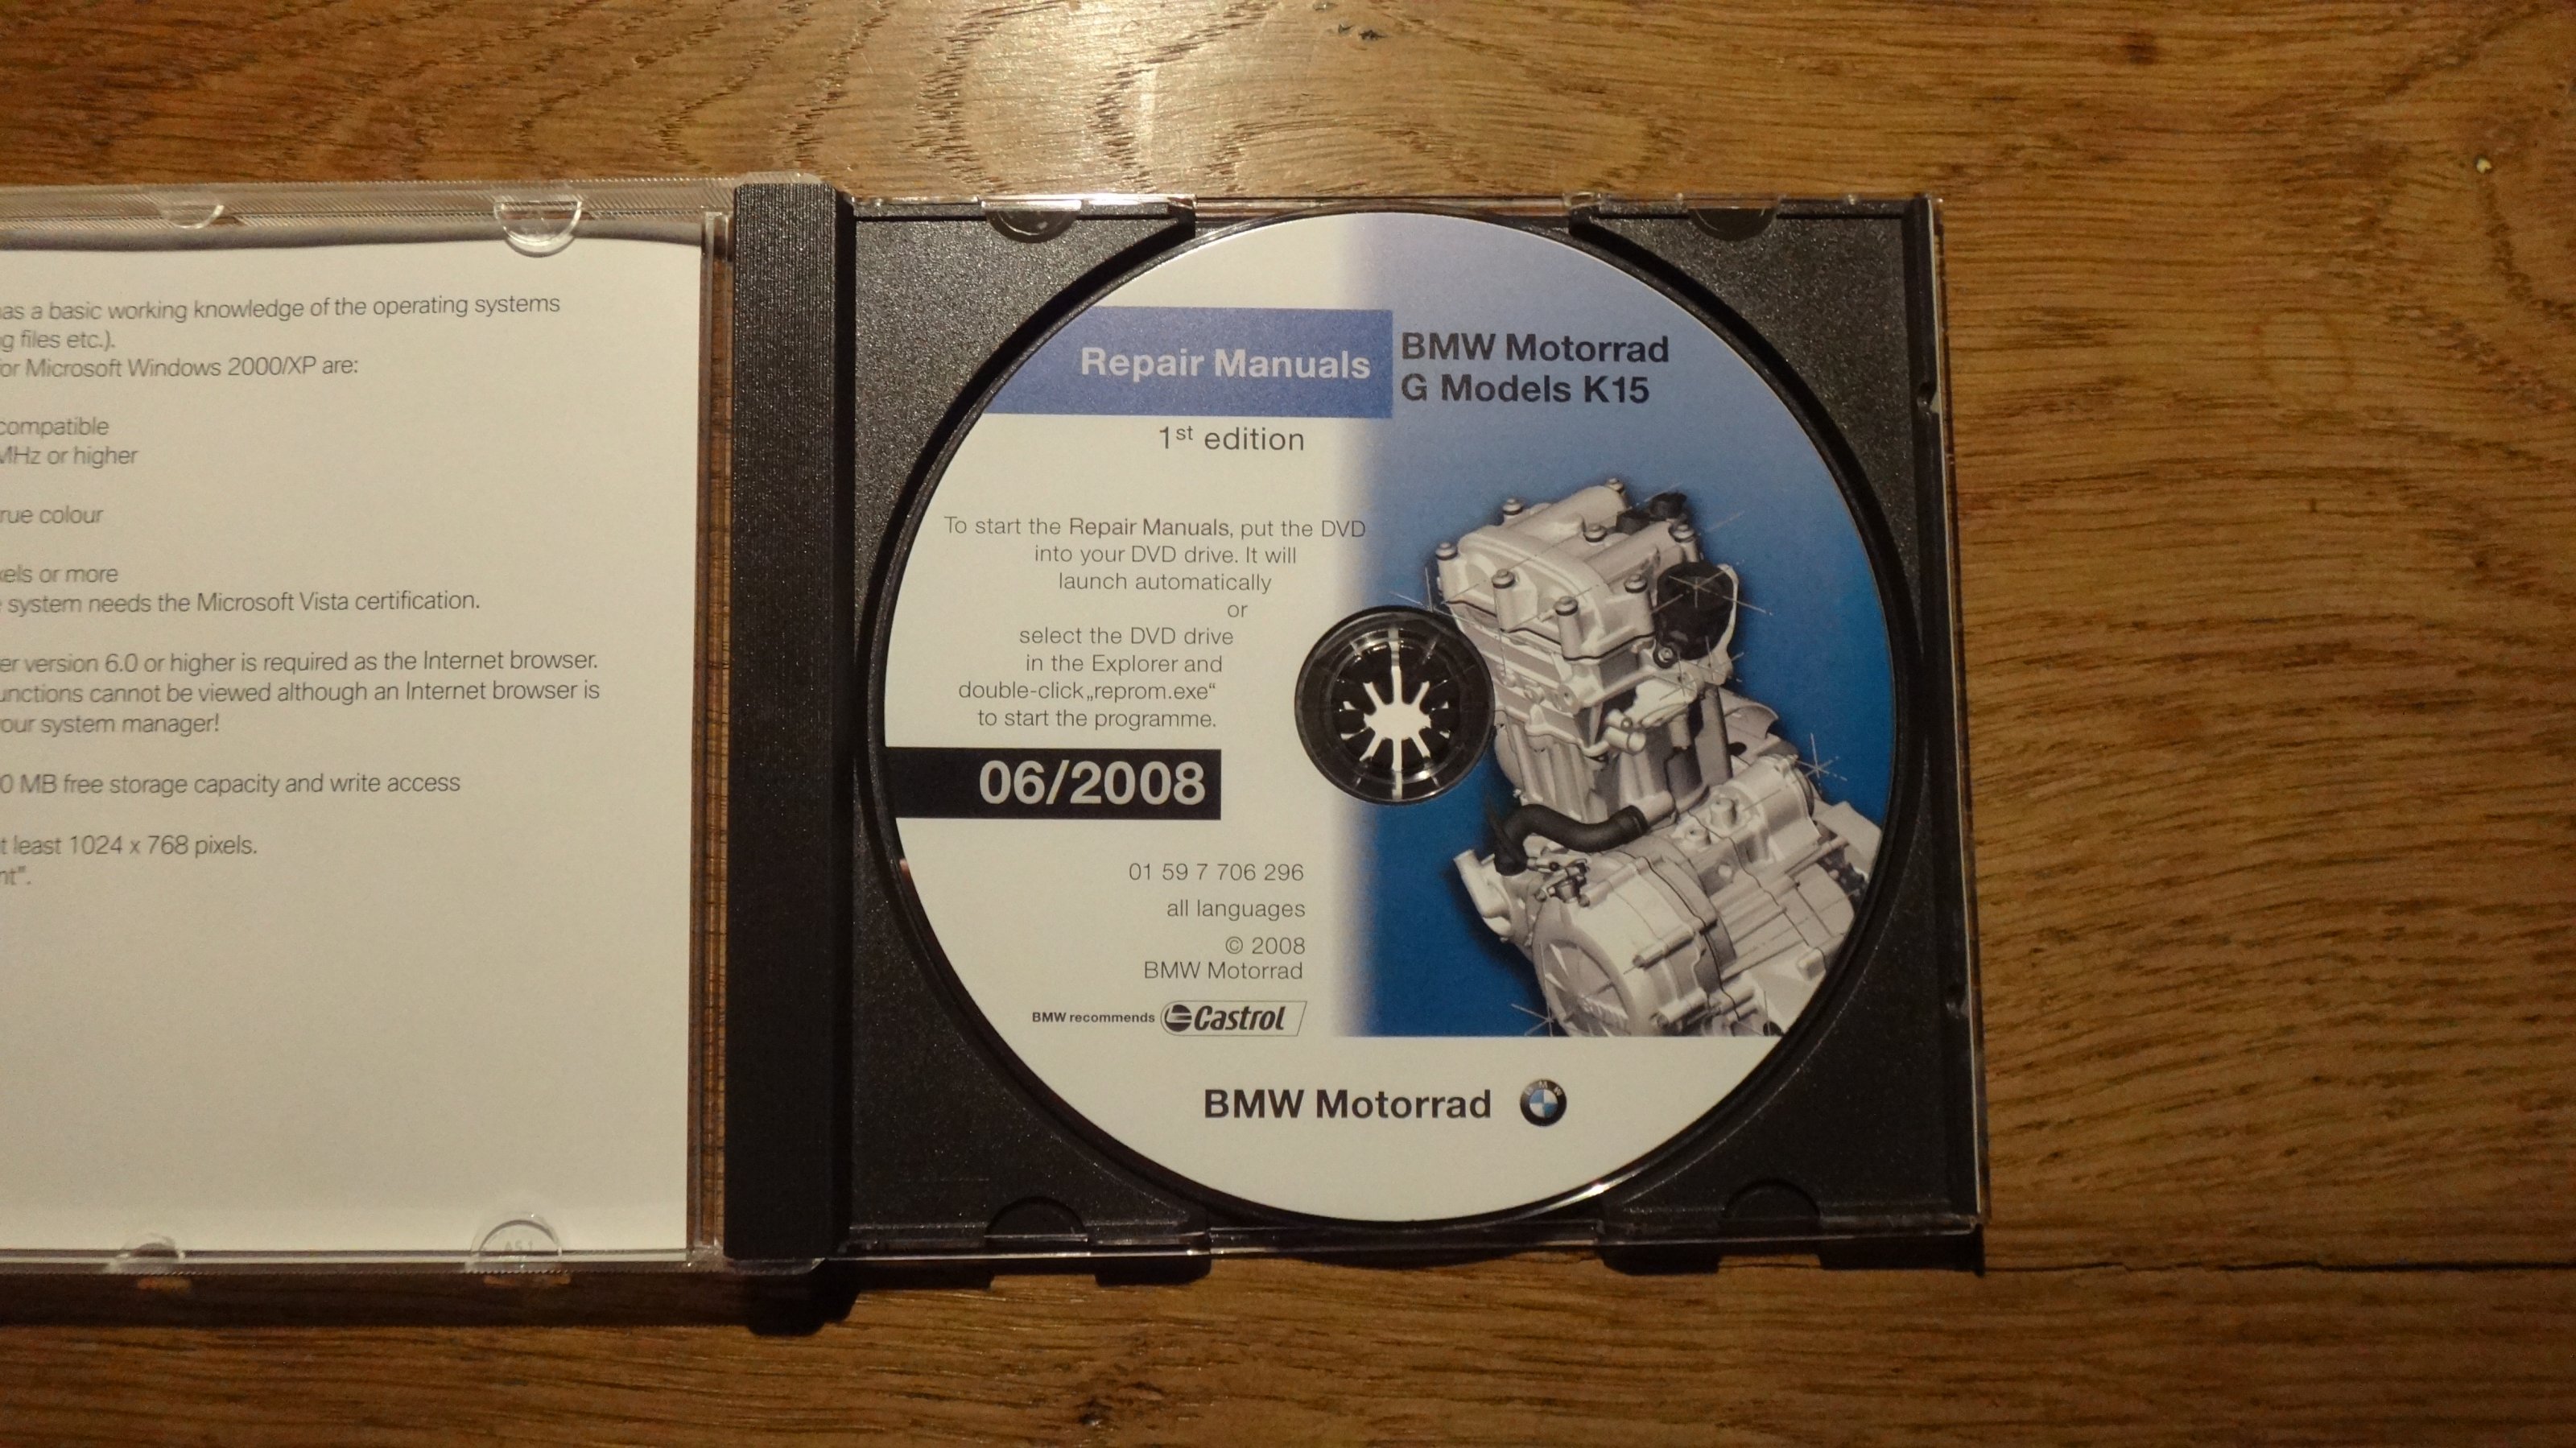 as a basic working knowledge of the operating systems
g files etc.).
or Microsoft Windows 2000/XP are:
compatible
MHz or higher
rue colour
els or more
system needs the Microsoft Vista certification.
er version 6.0 or higher is required as the Internet browser.
unctions cannot be viewed although an Internet browser is
our system manager!
0 MB free storage capacity and write access
t least 1024 x 768 pixels.
nt".
Repair Manuals
BMW Motorrad
G Models K15
1st edition
To start the Repair Manuals, put the DVD
into your DVD drive. It will
launch automatically
or
select the DVD drive
in the Explorer and
double-click„reprom.exe“
to start the programme.
06/2008
01 59 7 706 296
all languages
© 2008
BMW Motorrad
BMW recommends Castrol
BMW Motorrad
BMW